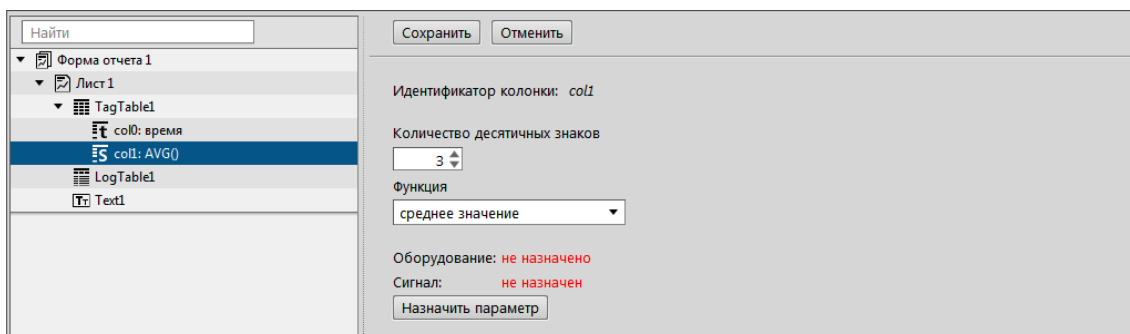 Найти
Форма отчета 1
Лист 1
TagTable1
col0: время
col1: AVG()
LogTable1
Text1
Сохранить Отменить
Идентификатор колонки: col1
Количество десятичных знаков
3
Функция
среднее значение
Оборудование: не назначено
Сигнал: не назначен
Назначить параметр